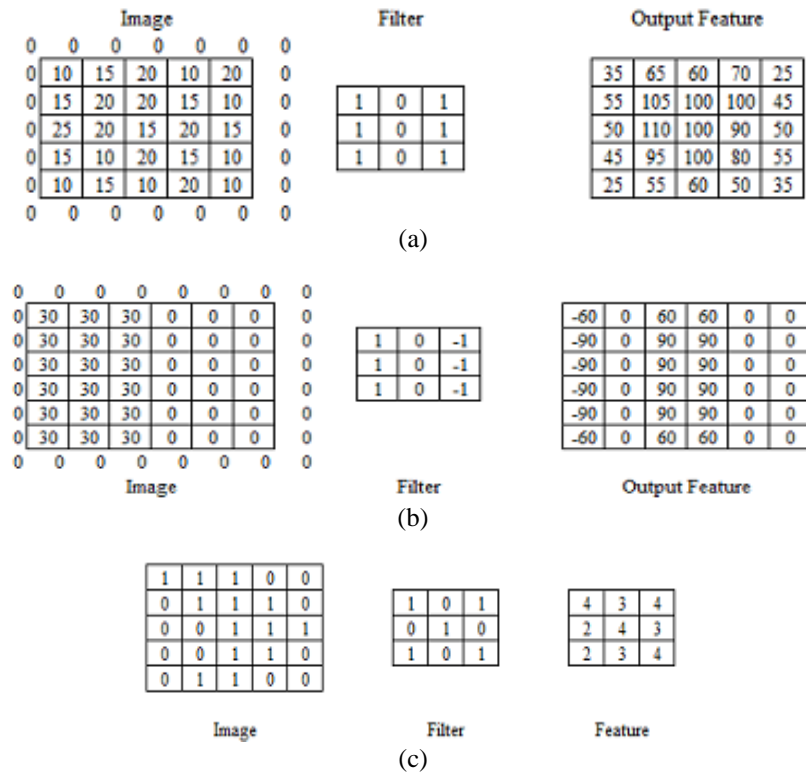 Image Filter Output Feature
0 0 0 0 0 0 0
0 10 15 20 10 20 0 35 65 60 70 25
0 15 20 20 15 10 0 1 0 1 55 105 100 100 45
0 25 20 15 20 15 0 1 0 1 50 110 100 90 50
0 15 10 20 15 10 0 1 0 1 45 95 100 80 55
0 10 15 10 20 10 0 25 55 60 50 35
0 0 0 0 0 0 0
(a)
0 0 0 0 0 0 0 0
0 30 30 30 0 0 0 0 -60 0 60 60 0 0
0 30 30 30 0 0 0 0 1 0 -1 -90 0 90 90 0 0
0 30 30 30 0 0 0 0 1 0 -1 -90 0 90 90 0 0
0 30 30 30 0 0 0 0 1 0 -1 -90 0 90 90 0 0
0 30 30 30 0 0 0 0 -90 0 90 90 0 0
0 30 30 30 0 0 0 0 -60 0 60 60 0 0
0 0 0 0 0 0 0 0
Image Filter Output Feature
(b)
1 1 1 0 0
0 1 1 1 0 1 0 1 4 3 4
0 0 1 1 1 0 1 0 2 4 3
0 0 1 1 0 1 0 1 2 3 4
0 1 1 0 0
Image Filter Feature
(c)